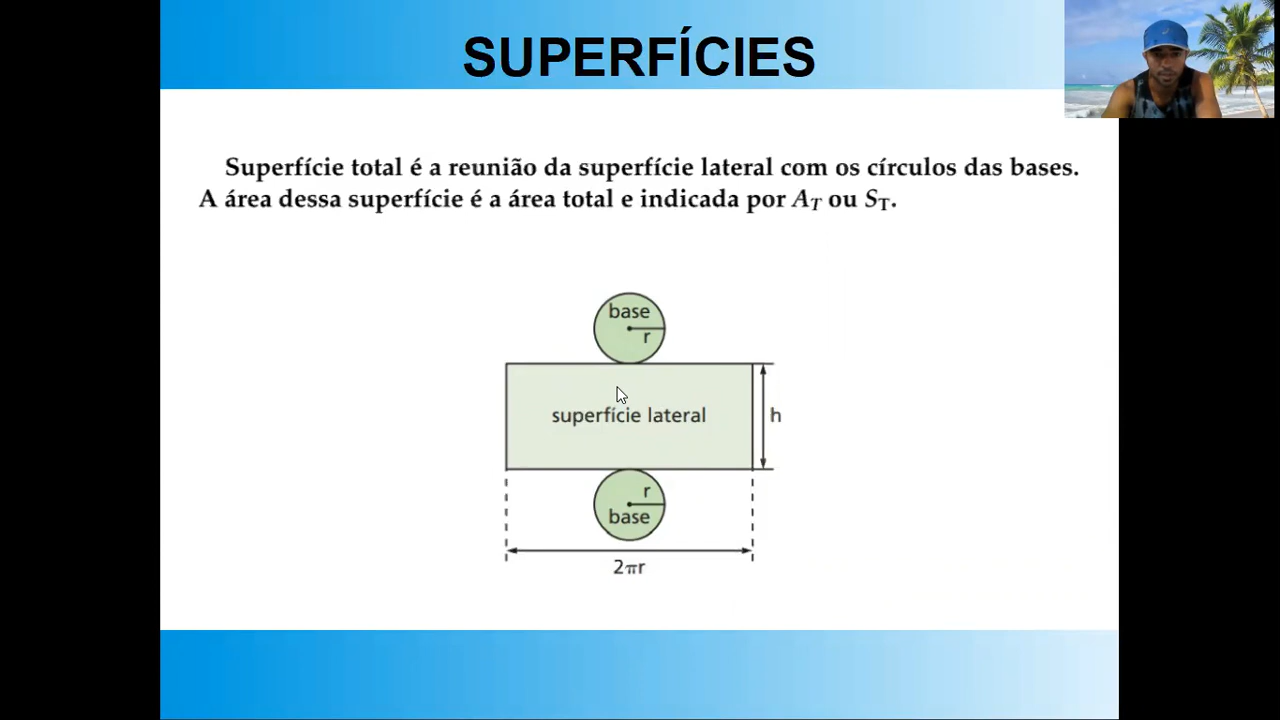 SUPERFÍCIES
Superfície total é a reunião da superfície lateral com os círculos das bases.
A área dessa superfície é a área total e indicada por A_T ou S_T.
base
r
superfície lateral
h
r
base
2πr